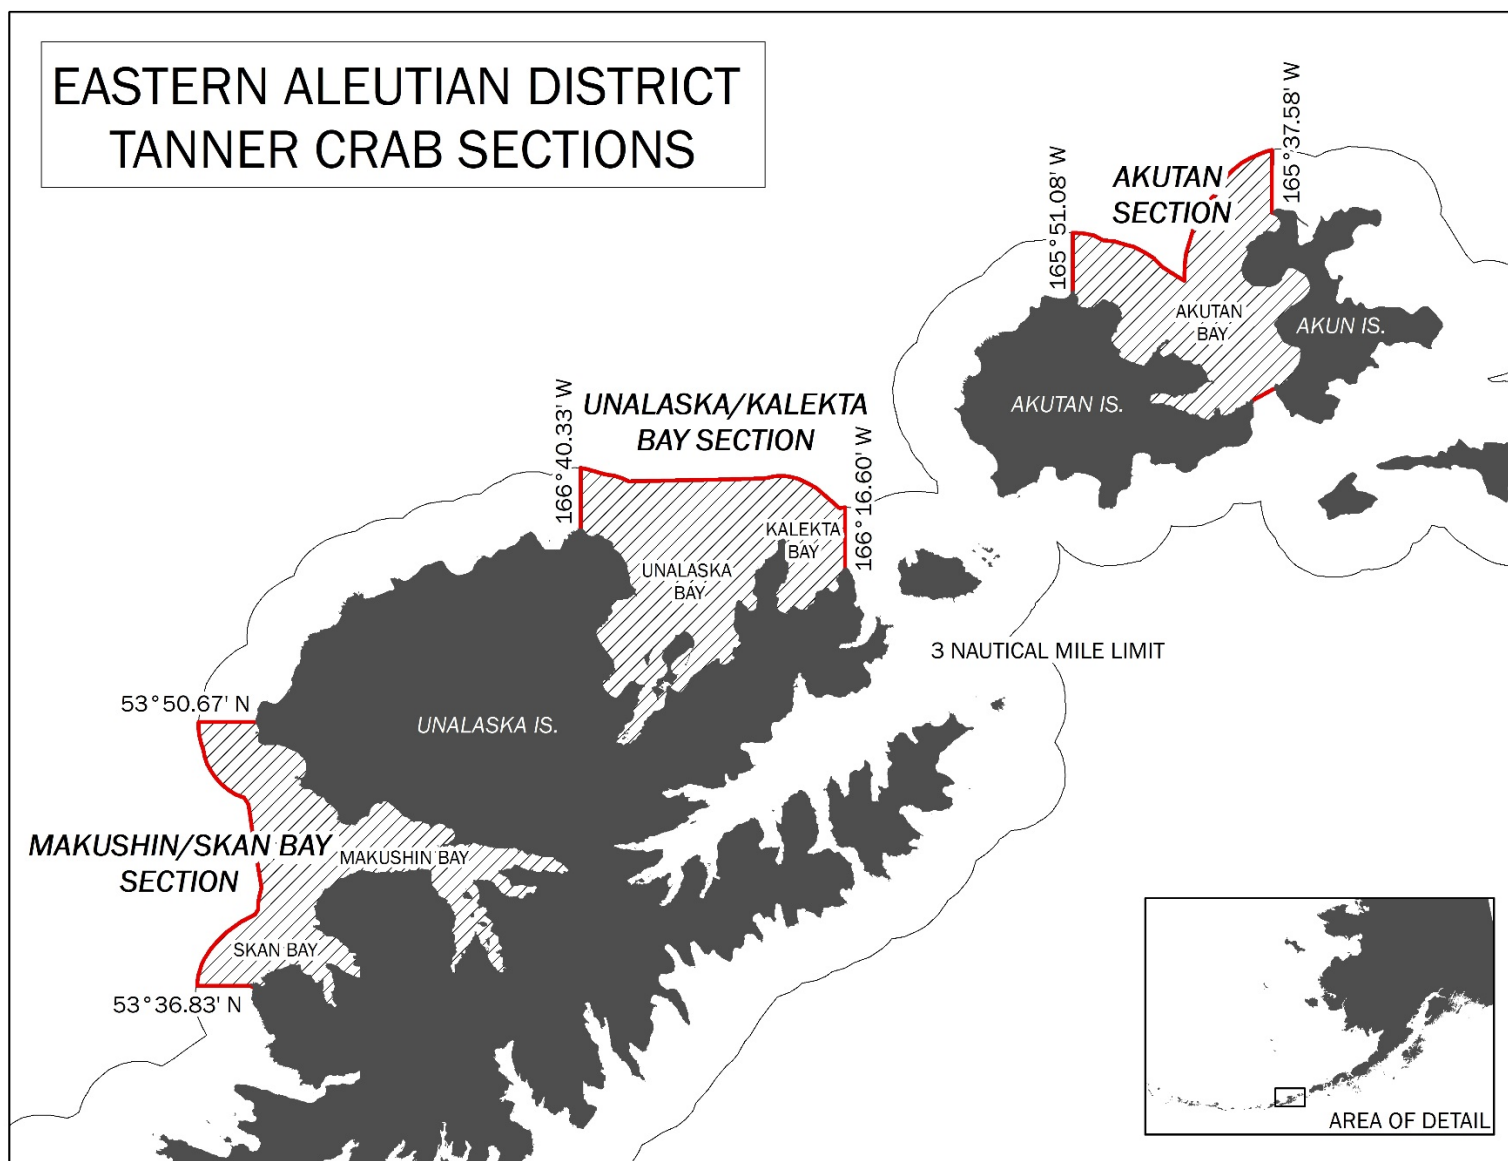 EASTERN ALEUTIAN DISTRICT
TANNER CRAB SECTIONS
165°37.58' W
165°51.08' W
AKUTAN
SECTION
AKUTAN
BAY
AKUN IS.
AKUTAN IS.
166°40.33' W
UNALASKA/KALEKTA
BAY SECTION
166°16.60' W
KALEKTA
BAY
UNALASKA
BAY
3 NAUTICAL MILE LIMIT
53°50.67' N
UNALASKA IS.
MAKUSHIN/SKAN BAY
SECTION
MAKUSHIN BAY
SKAN BAY
53°36.83' N
AREA OF DETAIL